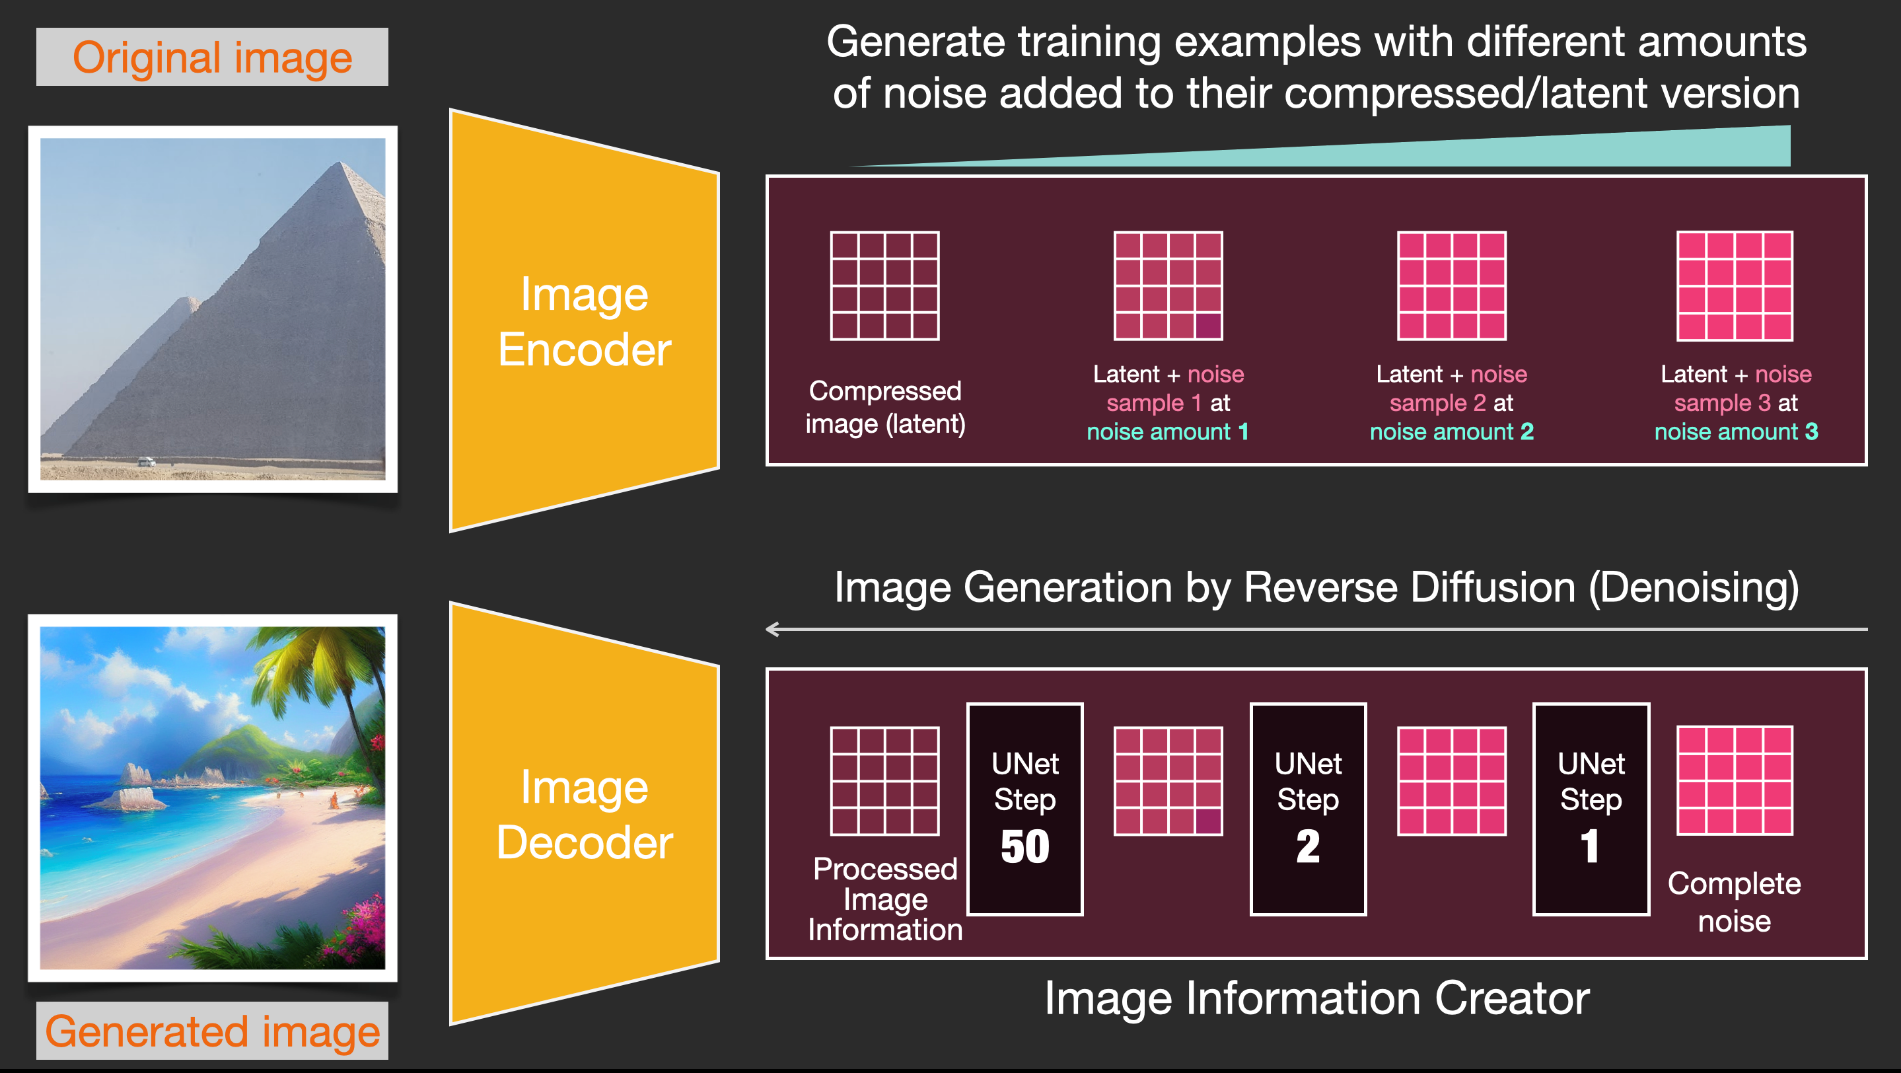 Original image
Generate training examples with different amounts
of noise added to their compressed/latent version
Image
Encoder
Compressed
image (latent)
Latent + noise
sample 1 at
noise amount 1
Latent + noise
sample 2 at
noise amount 2
Latent + noise
sample 3 at
noise amount 3
Image Generation by Reverse Diffusion (Denoising)
Image
Decoder
Processed
Image
Information
UNet
Step
50
UNet
Step
2
UNet
Step
1
Complete
noise
Image Information Creator
Generated image